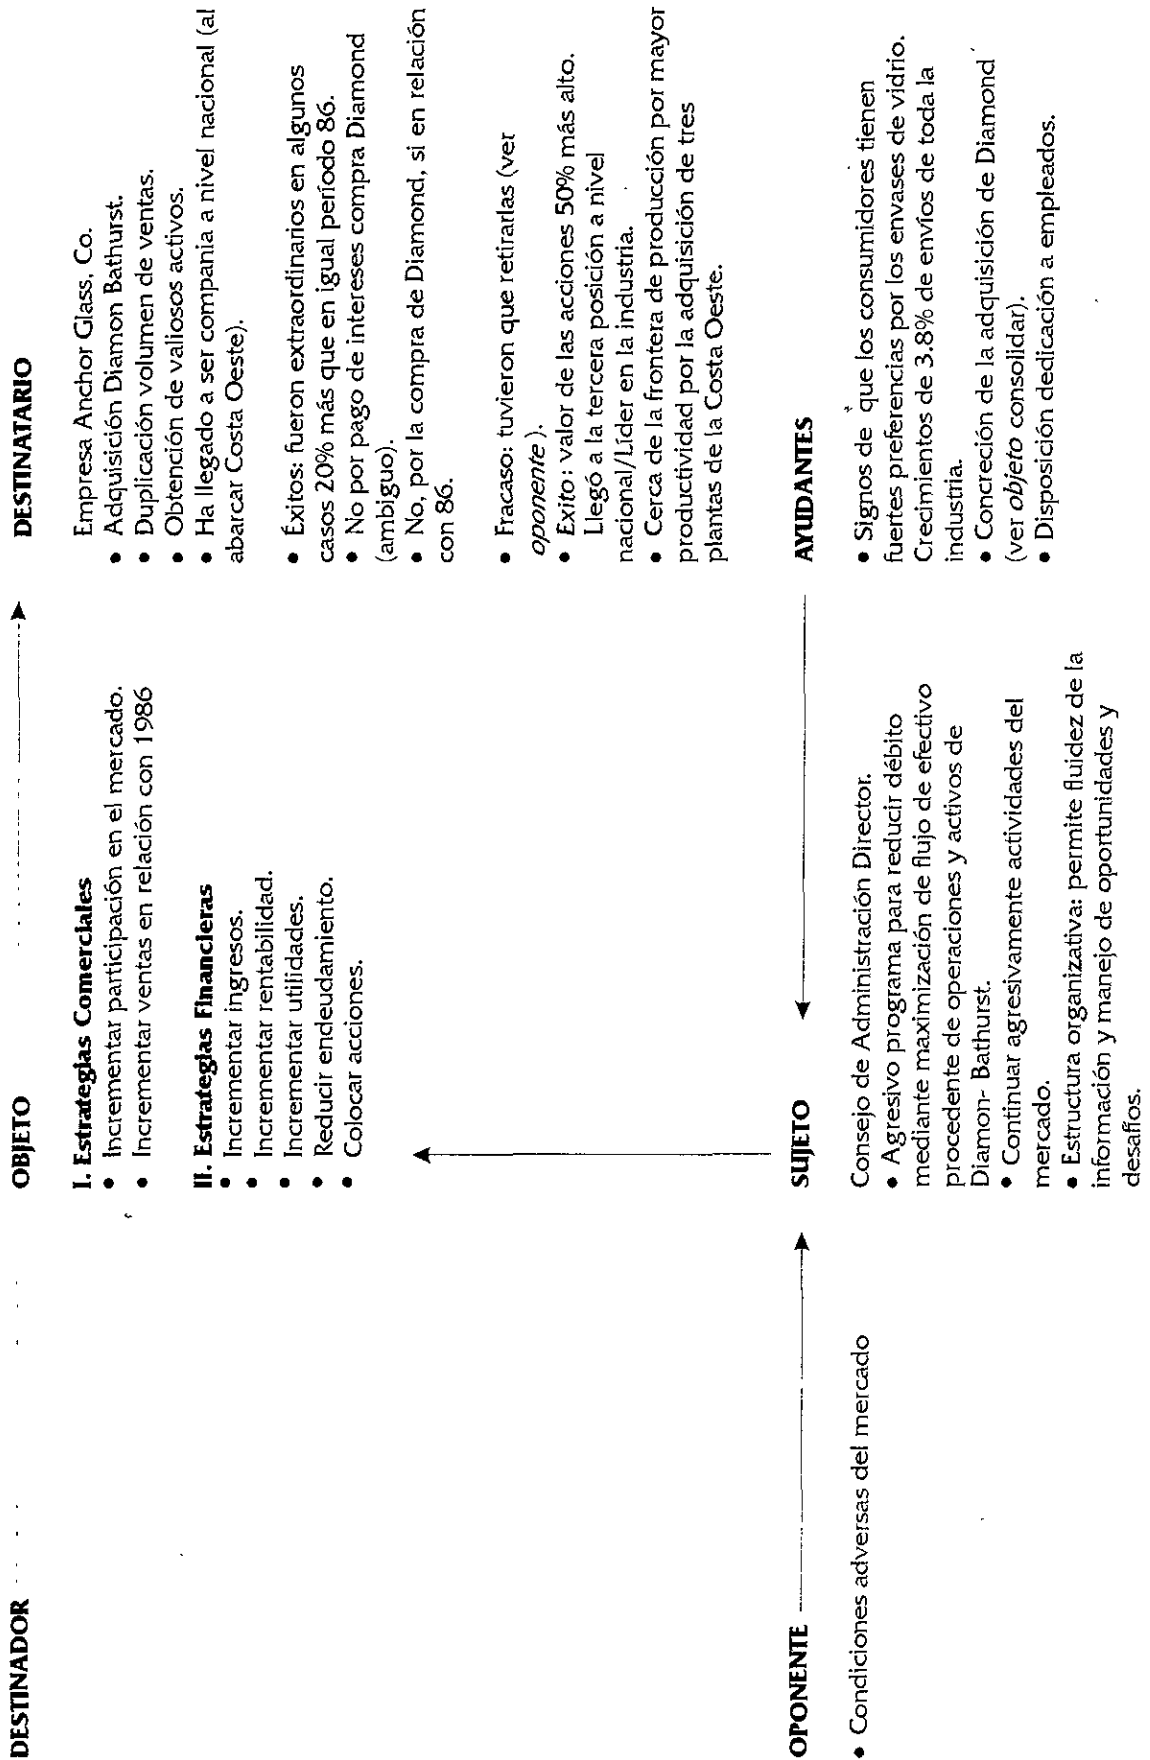 DESTINADOR
OBJETO
DESTINATARIO
I. Estrategias Comerciales
• Incrementar participación en el mercado.
• Incrementar ventas en relación con 1986
II. Estrategias Financieras
• Incrementar ingresos.
• Incrementar rentabilidad.
• Incrementar utilidades.
• Reducir endeudamiento.
• Colocar acciones.
Empresa Anchor Glass, Co.
• Adquisición Diamon Bathurst.
• Duplicación volumen de ventas.
• Obtención de valiosos activos.
• Ha llegado a ser compania a nivel nacional (al
abarcar Costa Oeste).
• Éxitos: fueron extraordinarios en algunos
casos 20% más que en igual período 86.
• No por pago de intereses compra Diamond
(ambiguo).
• No, por la compra de Diamond, si en relación
con 86.
• Fracaso: tuvieron que retirarlas (ver
oponente).
• Exito: valor de las acciones 50% más alto.
Llegó a la tercera posición a nivel
nacional/Líder en la industria.
• Cerca de la frontera de producción por mayor
productividad por la adquisición de tres
plantas de la Costa Oeste.
OPONENTE
SUJETO
AYUDANTES
• Condiciones adversas del mercado
Consejo de Administración Director.
• Agresivo programa para reducir débito
mediante maximización de flujo de efectivo
procedente de operaciones y activos de
Diamon- Bathurst.
• Continuar agresivamente actividades del
mercado.
• Estructura organizativa: permite fluidez de la
información y manejo de oportunidades y
desafíos.
• Signos de que los consumidores tienen
fuertes preferencias por los envases de vidrio.
Crecimientos de 3.8% de envíos de toda la
industria.
• Concreción de la adquisición de Diamond
(ver objeto consolidar).
• Disposición dedicación a empleados.